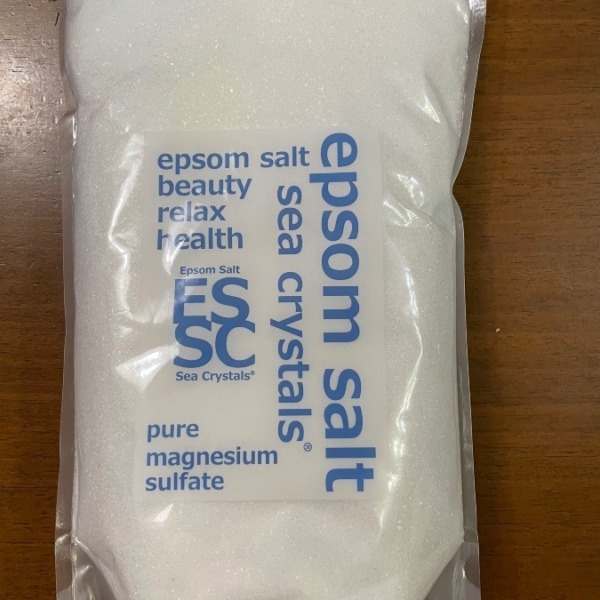 epsom salt
beauty
relax
health
Epsom Salt
ES
SC
Sea Crystals®
pure
magnesium
sulfate
sea crystals®
epsom salt